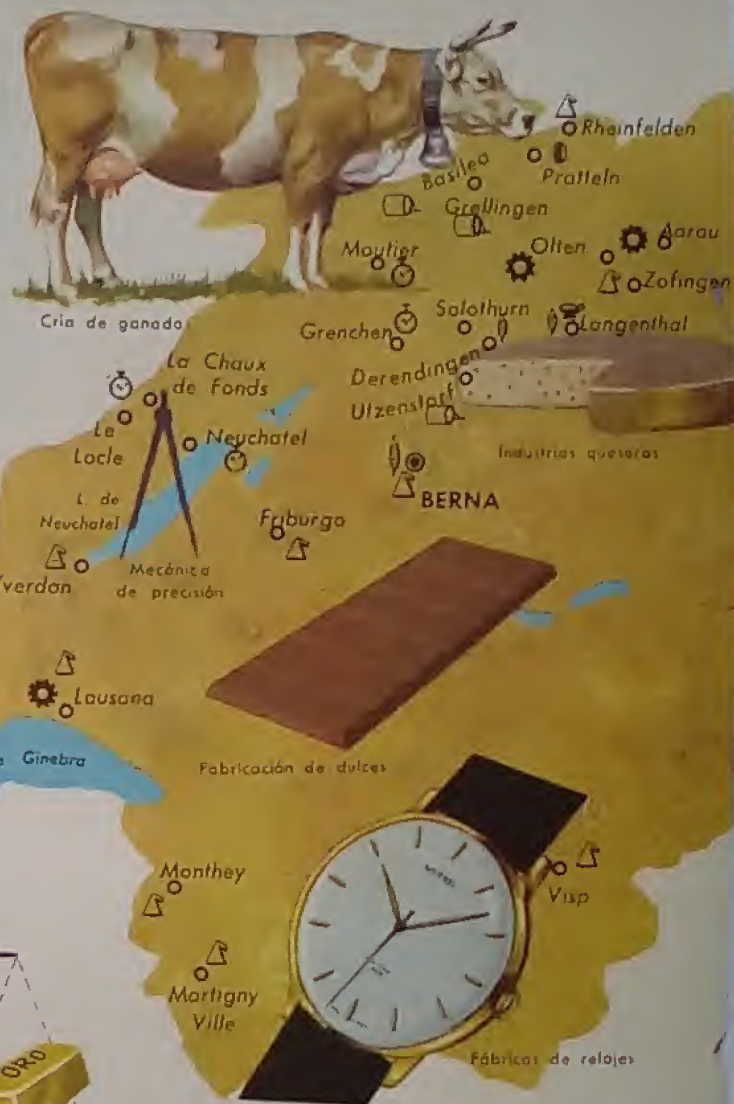 Rheinfelden
Basilea
Pratteln
Grellingen
Moutier
Olten
Aarau
Zofingen
Cria de ganado
Solothurn
Grenchen
Langenthal
La Chaux
de Fonds
Derendingen
Utzenstorf
Le
Locle
Neuchatel
Industrias queseras
L. de
Neuchatel
BERNA
Friburgo
Yverdon
Mecánica
de precisión
Lausana
Ginebra
Fabricación de dulces
Monthey
Visp
Martigny
Ville
ORO
Fábricas de relojes